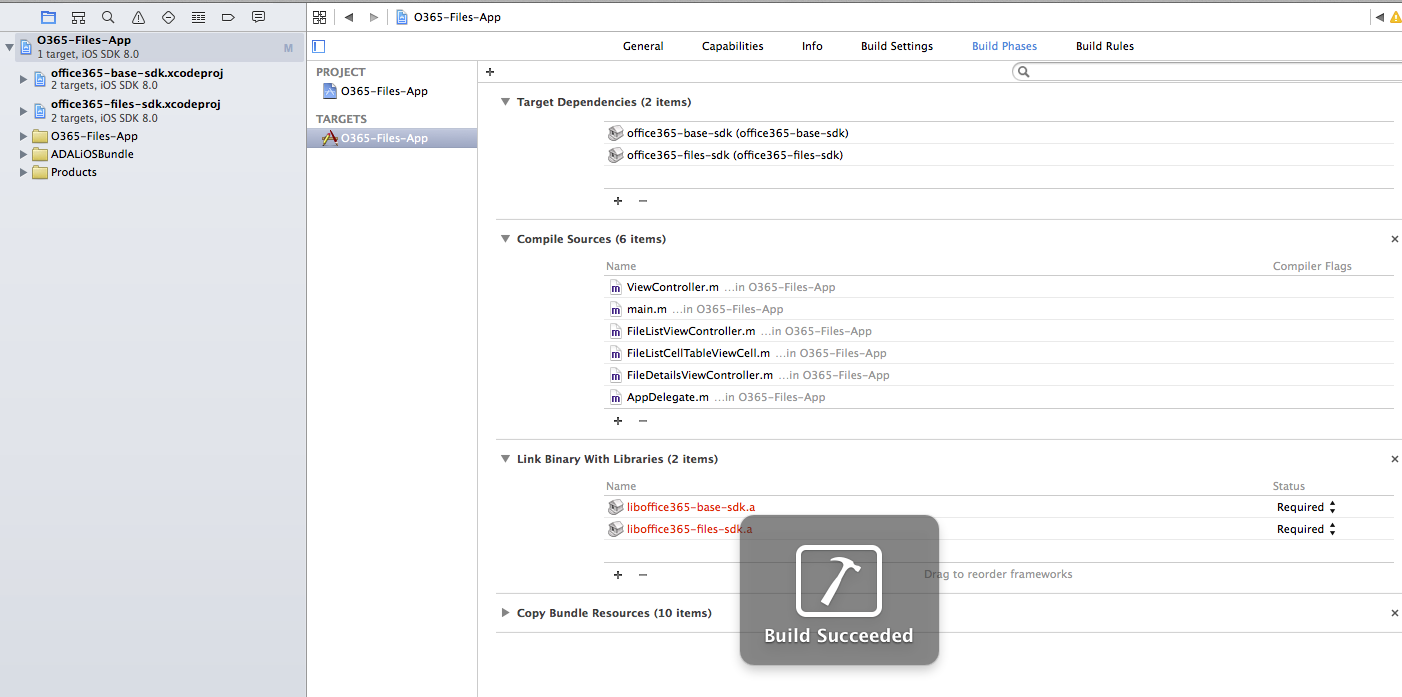 O365-Files-App
O365-Files-App
1 target, iOS SDK 8.0
M
office365-base-sdk.xcodeproj
2 targets, iOS SDK 8.0
office365-files-sdk.xcodeproj
2 targets, iOS SDK 8.0
O365-Files-App
ADALiOSBundle
Products
General
Capabilities
Info
Build Settings
Build Phases
Build Rules
PROJECT
O365-Files-App
TARGETS
O365-Files-App
Target Dependencies (2 items)
office365-base-sdk (office365-base-sdk)
office365-files-sdk (office365-files-sdk)
Compile Sources (6 items)
Name Compiler Flags
ViewController.m ...in O365-Files-App
main.m ...in O365-Files-App
FileListViewController.m ...in O365-Files-App
FileListCellTableViewCell.m ...in O365-Files-App
FileDetailsViewController.m ...in O365-Files-App
AppDelegate.m ...in O365-Files-App
Link Binary With Libraries (2 items)
Name Status
liboffice365-base-sdk.a Required
liboffice365-files-sdk.a Required
Drag to reorder frameworks
Copy Bundle Resources (10 items)
Build Succeeded